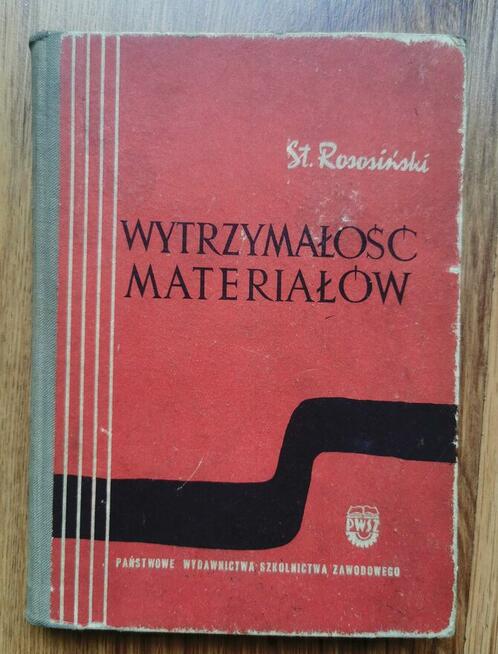 St. Rososiński
WYTRZYMAŁOŚĆ
MATERIAŁÓW
PWSZ
PAŃSTWOWE WYDAWNICTWA SZKOLNICTWA ZAWODOWEGO